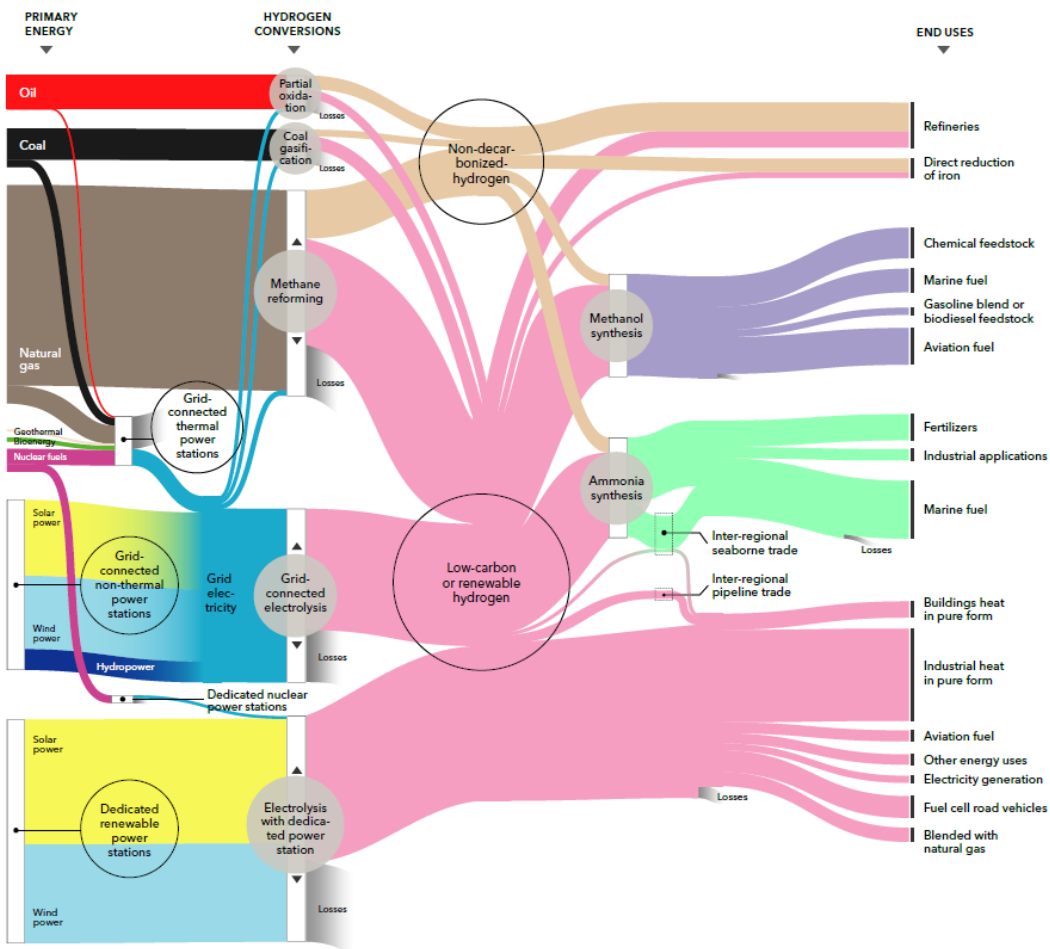 PRIMARY
ENERGY
HYDROGEN
CONVERSIONS
END USES
Oil
Partial
oxida-
tion
Losses
Coal
Coal
gasifi-
cation
Losses
Non-decar-
bonized-
hydrogen
Refineries
Direct reduction
of iron
Natural
gas
Methane
reforming
Losses
Methanol
synthesis
Chemical feedstock
Marine fuel
Gasoline blend or
biodiesel feedstock
Aviation fuel
Grid-
connected
thermal
power
stations
Geothermal
Bioenergy
Nuclear fuels
Ammonia
synthesis
Fertilizers
Industrial applications
Marine fuel
Losses
Solar
power
Grid-
connected
non-thermal
power
stations
Wind
power
Hydropower
Grid
elec-
tricity
Grid-
connected
electrolysis
Losses
Low-carbon
or renewable
hydrogen
Inter-regional
seaborne trade
Inter-regional
pipeline trade
Buildings heat
in pure form
Industrial heat
in pure form
Dedicated nuclear
power stations
Solar
power
Dedicated
renewable
power
stations
Wind
power
Electrolysis
with dedica-
ted power
station
Losses
Losses
Aviation fuel
Other energy uses
Electricity generation
Fuel cell road vehicles
Blended with
natural gas